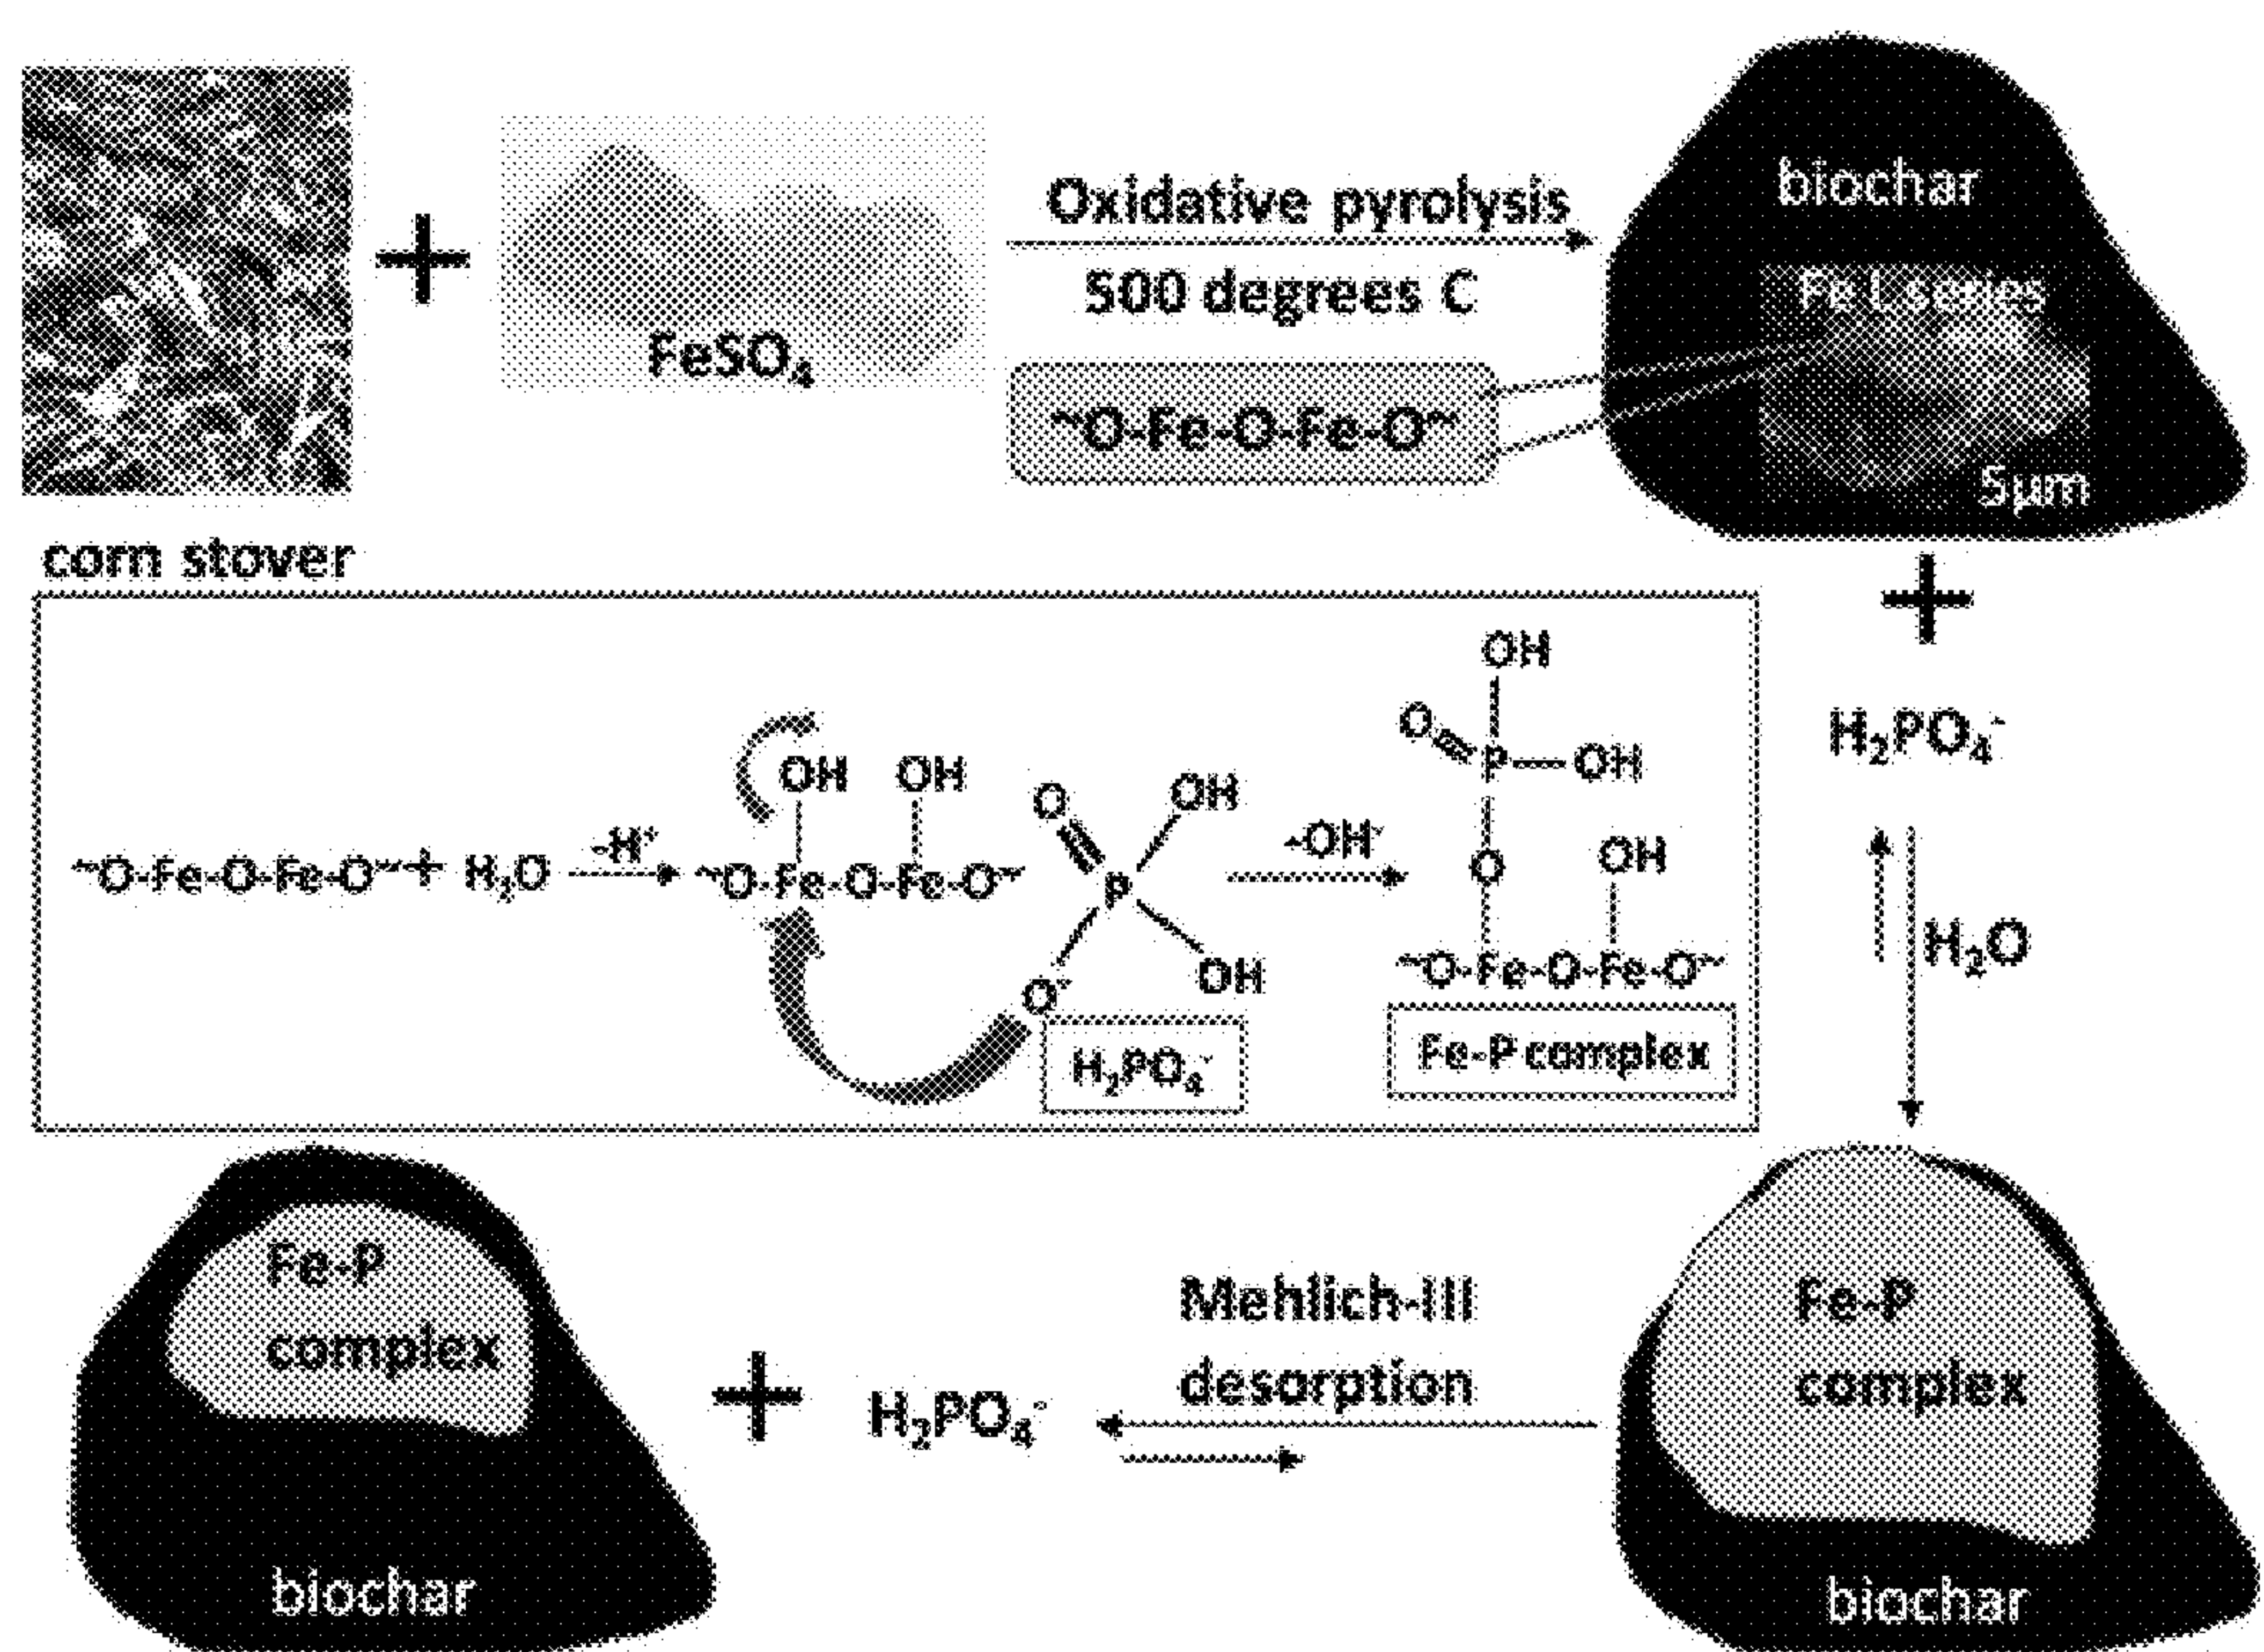 biochar
Oxidative pyrolysis
500 degrees C
Fe L series
FeSO₄
~O-Fe-O-Fe-O~
5µm
corn stover
+
+
OH
O
P
OH
H₂PO₄⁻
OH
OH
O
OH
~O-Fe-O-Fe-O~ + H₂O
-H⁺
~O-Fe-O-Fe-O~
P
-OH⁻
O
OH
O⁻
OH
~O-Fe-O-Fe-O~
H₂O
H₂PO₄⁻
Fe-P complex
Fe-P
complex
biochar
+
H₂PO₄⁻
Mehlich-III
desorption
Fe-P
complex
biochar